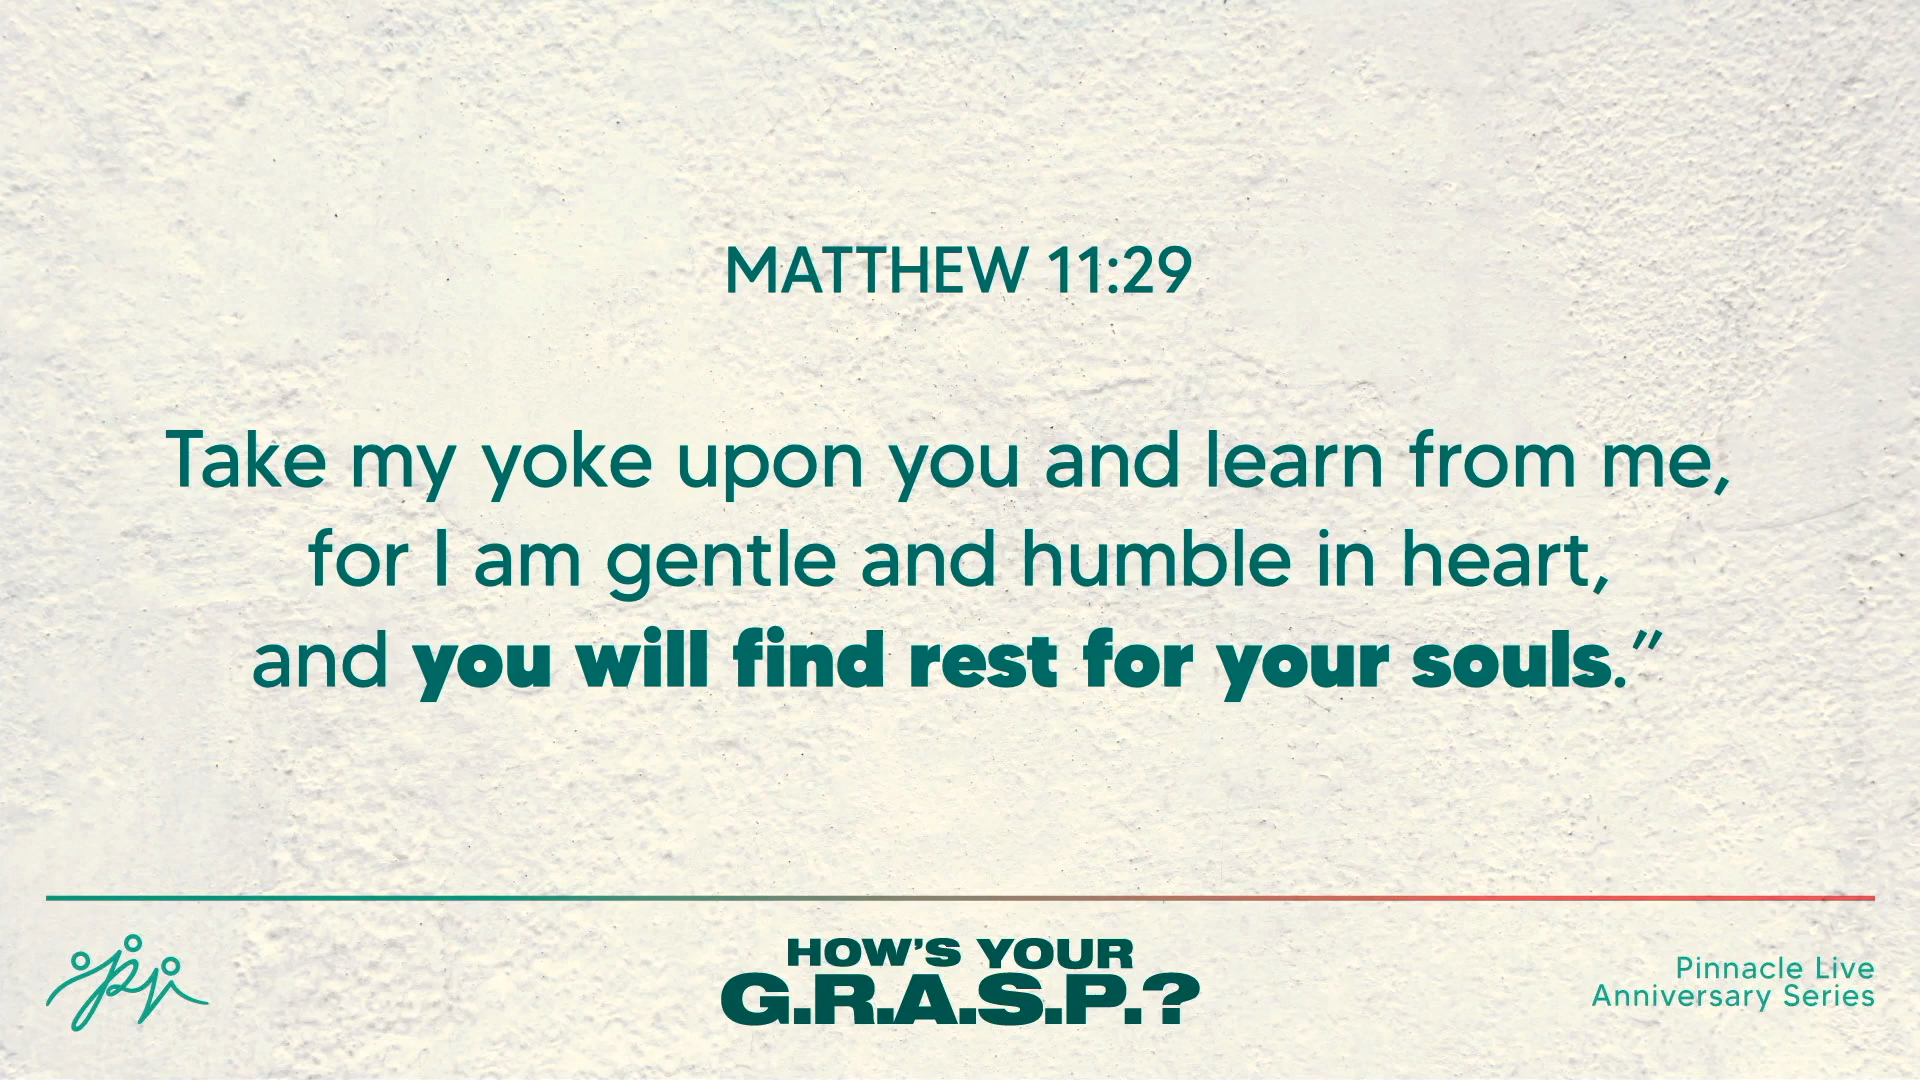 MATTHEW 11:29
Take my yoke upon you and learn from me,
for I am gentle and humble in heart,
and you will find rest for your souls.”
HOW'S YOUR
G.R.A.S.P.?
Pinnacle Live
Anniversary Series